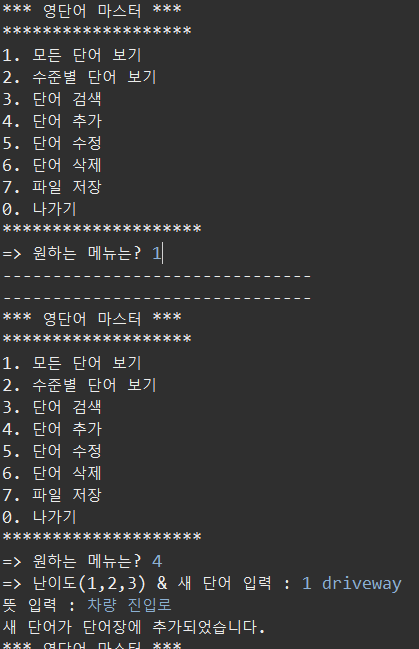 *** 영단어 마스터 ***
*******************
1. 모든 단어 보기
2. 수준별 단어 보기
3. 단어 검색
4. 단어 추가
5. 단어 수정
6. 단어 삭제
7. 파일 저장
0. 나가기
********************
=> 원하는 메뉴는? 1
-------------------------------
-------------------------------
*** 영단어 마스터 ***
*******************
1. 모든 단어 보기
2. 수준별 단어 보기
3. 단어 검색
4. 단어 추가
5. 단어 수정
6. 단어 삭제
7. 파일 저장
0. 나가기
********************
=> 원하는 메뉴는? 4
=> 난이도(1,2,3) & 새 단어 입력 : 1 driveway
뜻 입력 : 차량 진입로
새 단어가 단어장에 추가되었습니다.
*** 영단어 마스터 ***